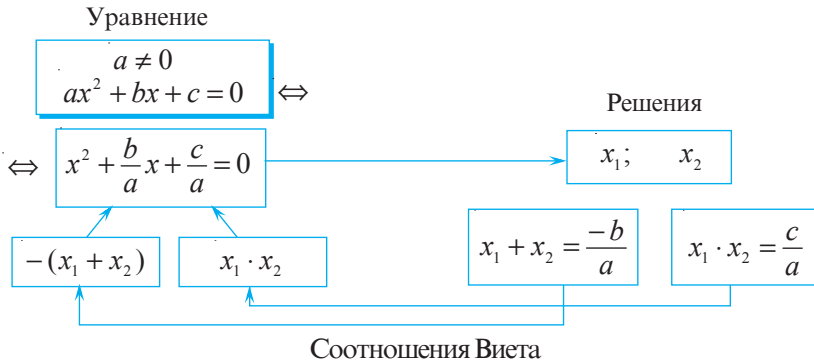 Уравнение
a ≠ 0
ax² + bx + c = 0 ⇔
Решения
⇔ x² + b/a x + c/a = 0
x₁; x₂
−(x₁ + x₂)
x₁ · x₂
x₁ + x₂ = −b/a
x₁ · x₂ = c/a
Соотношения Виета